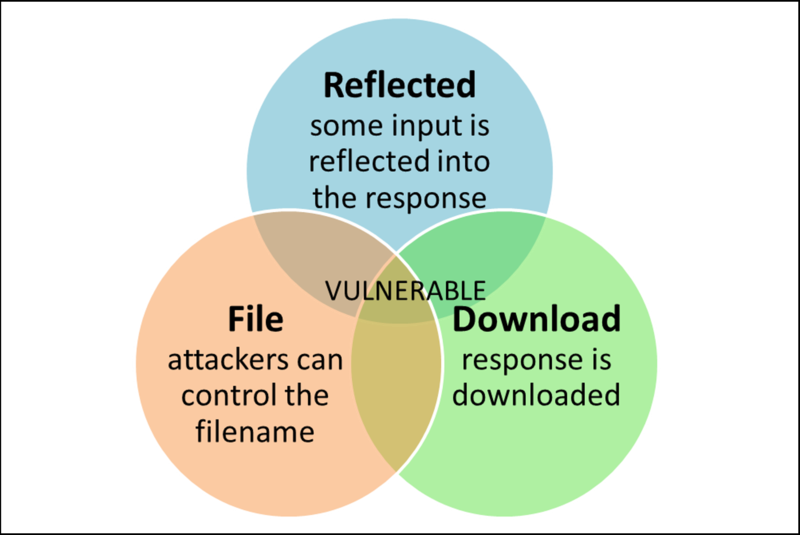 Reflected
some input is
reflected into
the response
VULNERABLE
File
attackers can
control the
filename
Download
response is
downloaded